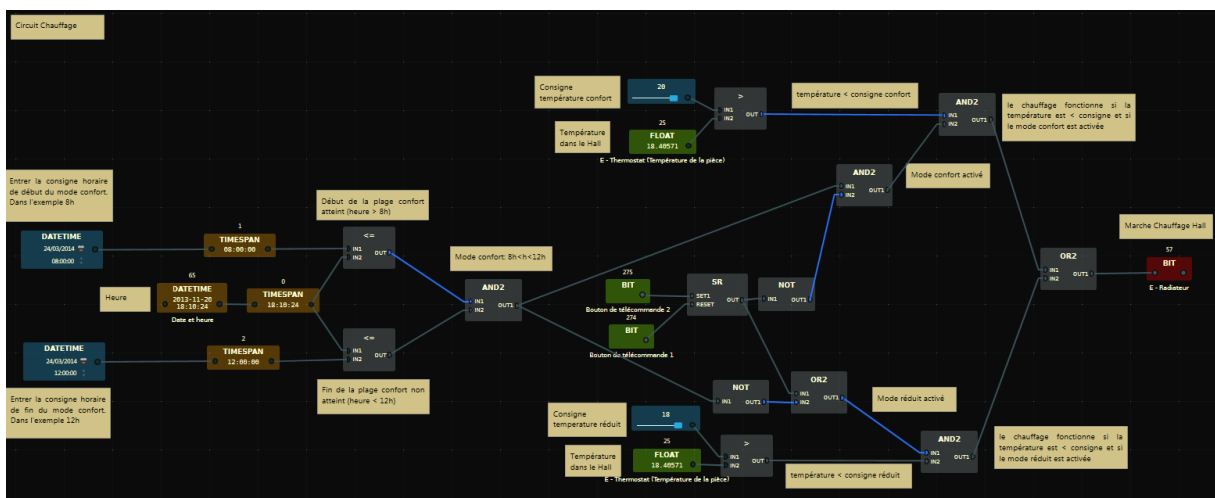 Circuit Chauffage
Consigne
température confort
20
>
IN1
IN2
OUT
température < consigne confort
AND2
IN1
IN2
OUT1
le chauffage fonctionne si la
température est < consigne et si
le mode confort est activée
Température
dans le Hall
25
FLOAT
18.40571
E - Thermostat (Température de la pièce)
Entrer la consigne horaire
de début du mode confort.
Dans l'exemple 8h
Début de la plage confort
atteint (heure > 8h)
AND2
IN1
IN2
OUT1
Mode confort activé
DATETIME
24/03/2014
08:00:00
1
TIMESPAN
08:00:00
<=
IN1
IN2
OUT
Mode confort: 8h<h<12h
Marche Chauffage Hall
57
BIT
E - Radiateur
OR2
IN1
IN2
OUT1
Heure
65
DATETIME
2013-11-20
18:10:24
Date et heure
0
TIMESPAN
18:10:24
AND2
IN1
IN2
OUT1
275
BIT
Bouton de télécommande 2
274
BIT
Bouton de télécommande 1
SR
SET1
RESET
OUT
NOT
IN1
OUT1
DATETIME
24/03/2014
12:00:00
2
TIMESPAN
12:00:00
<=
IN1
IN2
OUT
Entrer la consigne horaire
de fin du mode confort.
Dans l'exemple 12h
Fin de la plage confort non
atteint (heure < 12h)
NOT
IN1
OUT1
OR2
IN1
IN2
OUT1
Mode réduit activé
Consigne
temperature réduit
18
>
IN1
IN2
OUT
température < consigne réduit
AND2
IN1
IN2
OUT1
le chauffage fonctionne si la
température est < consigne et si
le mode réduit est activée
Température
dans le Hall
25
FLOAT
18.40571
E - Thermostat (Température de la pièce)